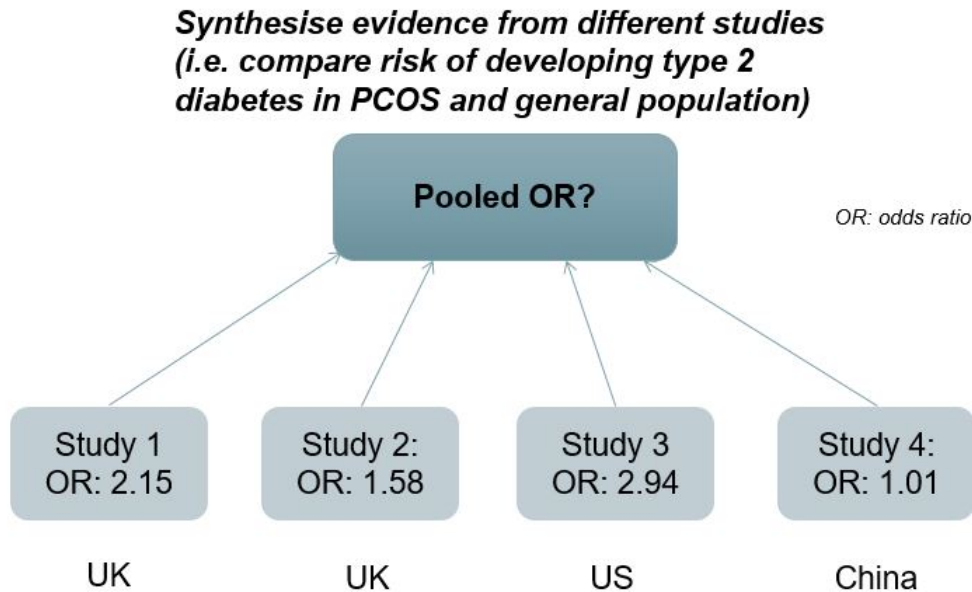 Synthesise evidence from different studies
(i.e. compare risk of developing type 2
diabetes in PCOS and general population)
Pooled OR?
OR: odds ratio
Study 1
OR: 2.15
Study 2:
OR: 1.58
Study 3
OR: 2.94
Study 4:
OR: 1.01
UK
UK
US
China